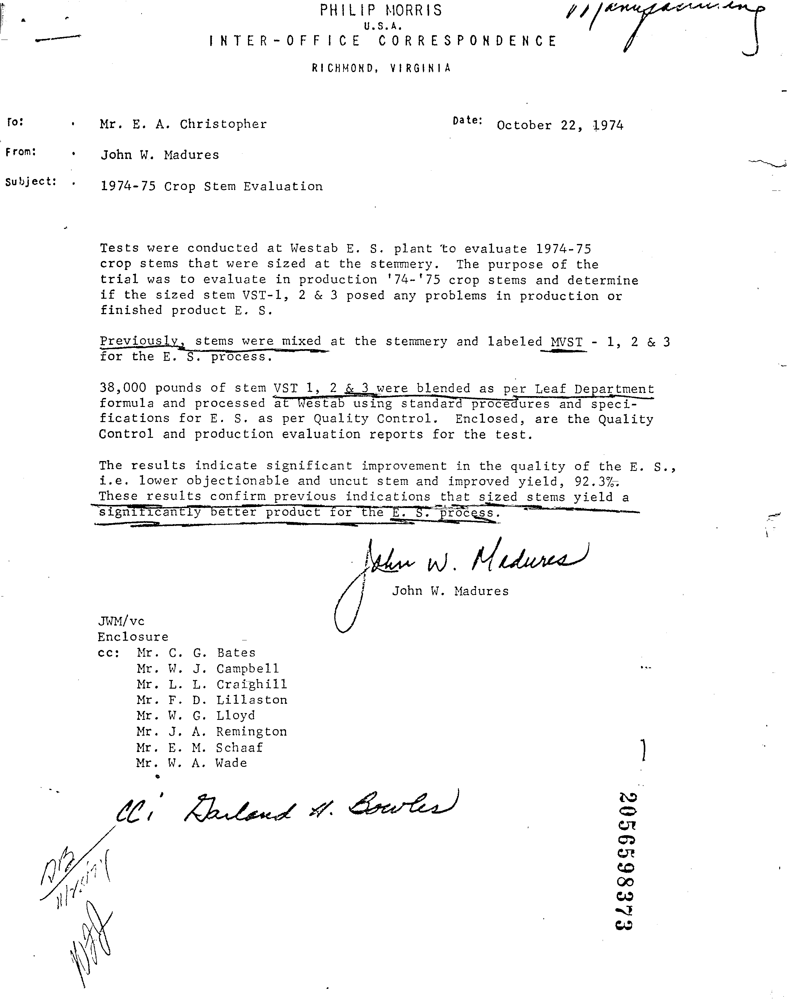 PHILIP MORRIS
U.S.A.
INTER-OFFICE CORRESPONDENCE
RICHMOND, VIRGINIA
Manufacturing
To: . Mr. E. A. Christopher Date: October 22, 1974
From: . John W. Madures
Subject: . 1974-75 Crop Stem Evaluation
Tests were conducted at Westab E. S. plant to evaluate 1974-75
crop stems that were sized at the stemmery. The purpose of the
trial was to evaluate in production '74-'75 crop stems and determine
if the sized stem VST-1, 2 & 3 posed any problems in production or
finished product E. S.
Previously, stems were mixed at the stemmery and labeled MVST - 1, 2 & 3
for the E. S. process.
38,000 pounds of stem VST 1, 2 & 3 were blended as per Leaf Department
formula and processed at Westab using standard procedures and speci-
fications for E. S. as per Quality Control. Enclosed, are the Quality
Control and production evaluation reports for the test.
The results indicate significant improvement in the quality of the E. S.,
i.e. lower objectionable and uncut stem and improved yield, 92.3%.
These results confirm previous indications that sized stems yield a
significantly better product for the E. S. process.
John W. Madures
John W. Madures
JWM/vc
Enclosure
cc: Mr. C. G. Bates
Mr. W. J. Campbell
Mr. L. L. Craighill
Mr. F. D. Lillaston
Mr. W. G. Lloyd
Mr. J. A. Remington
Mr. E. M. Schaaf
Mr. W. A. Wade
CC: Garland H. Bowles
2056598373